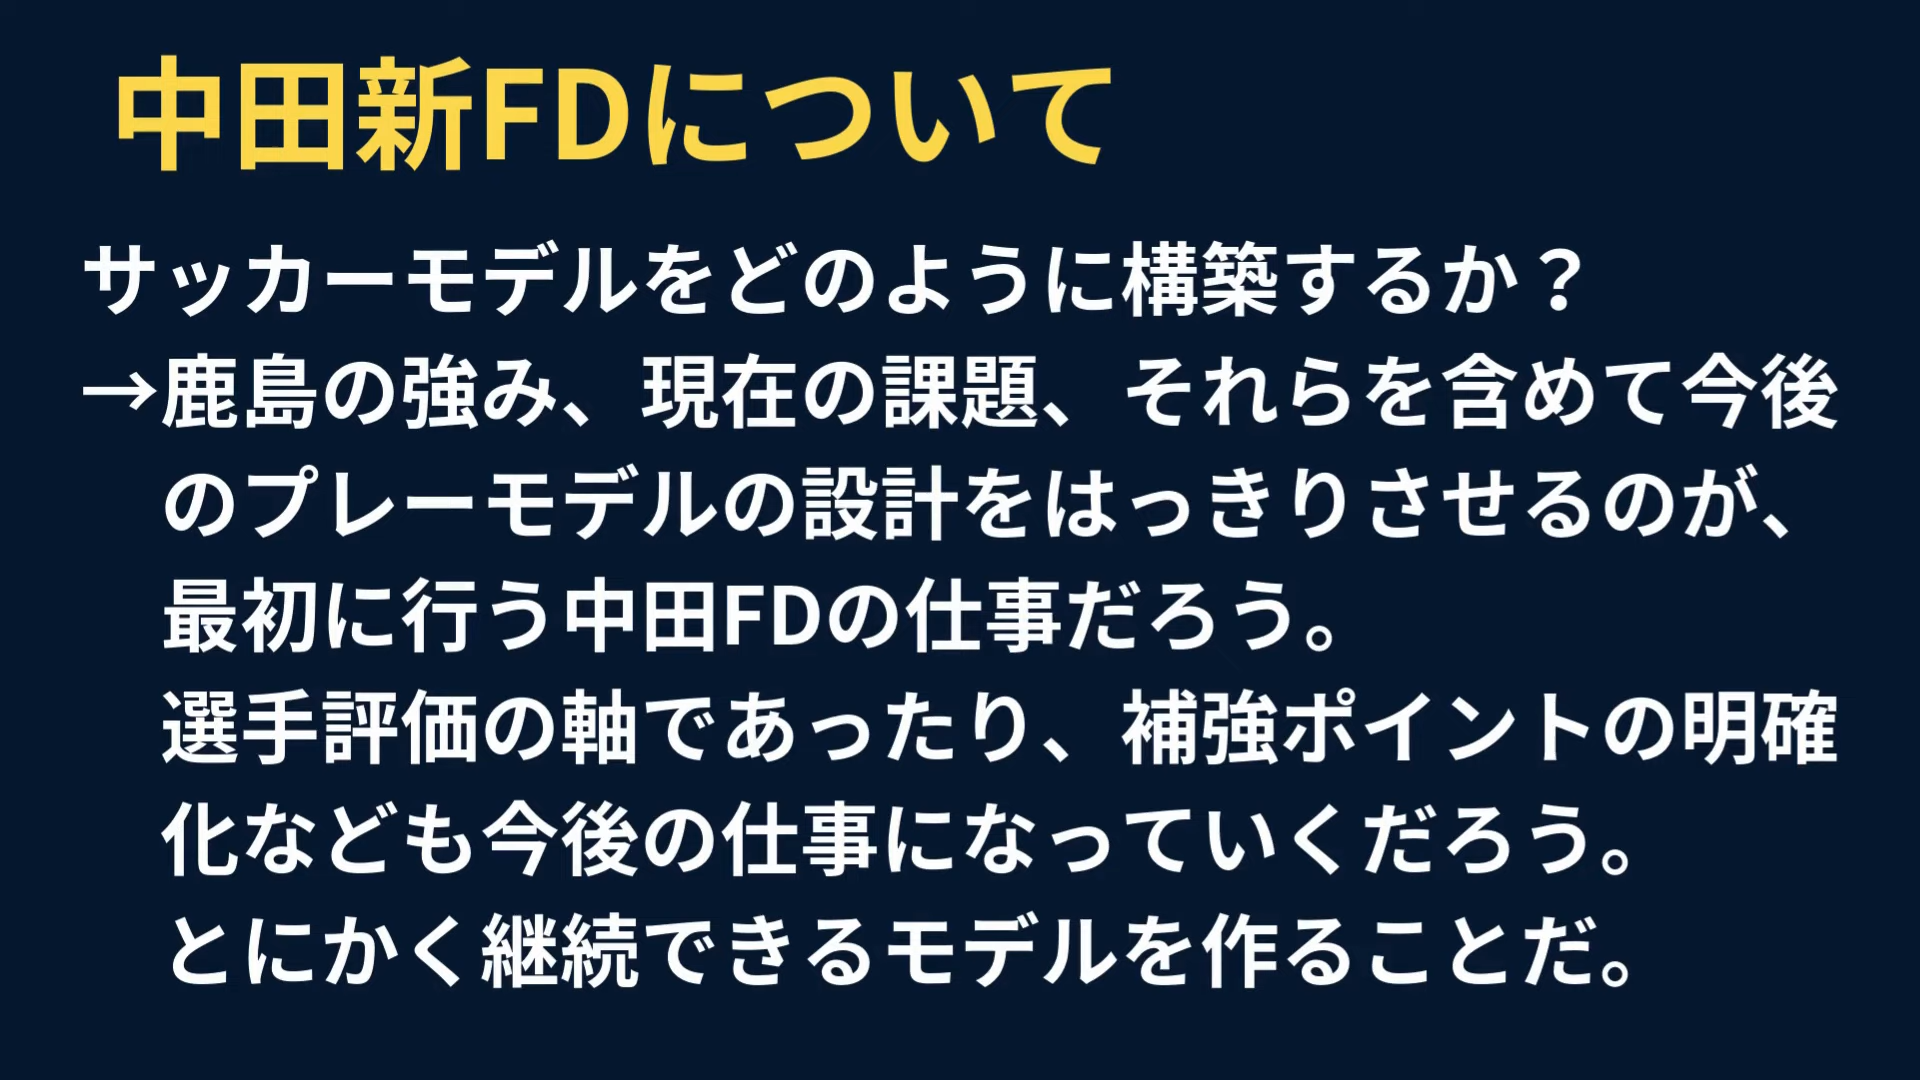 中田新FDについて
サッカーモデルをどのように構築するか？
→鹿島の強み、現在の課題、それらを含めて今後
のプレーモデルの設計をはっきりさせるのが、
最初に行う中田FDの仕事だろう。
選手評価の軸であったり、補強ポイントの明確
化なども今後の仕事になっていくだろう。
とにかく継続できるモデルを作ることだ。